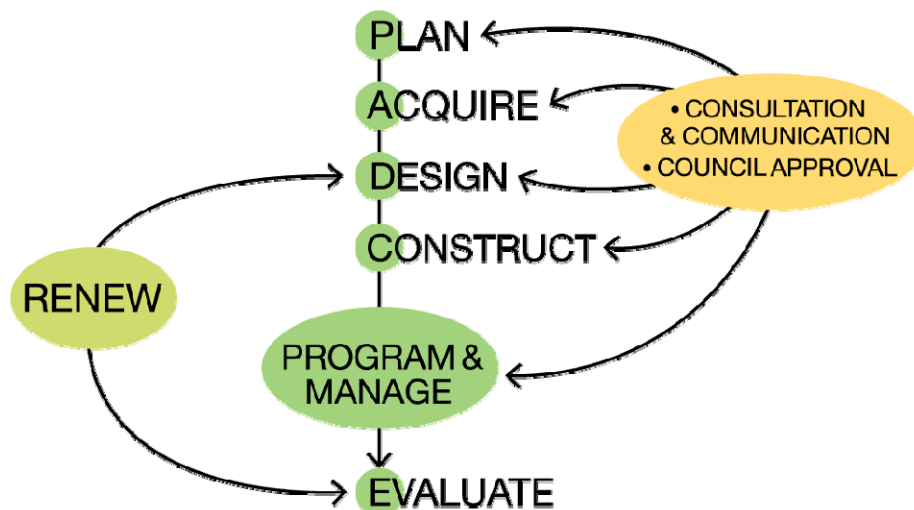 PLAN
ACQUIRE
DESIGN
CONSTRUCT
PROGRAM &
MANAGE
EVALUATE
RENEW
• CONSULTATION
& COMMUNICATION
• COUNCIL APPROVAL